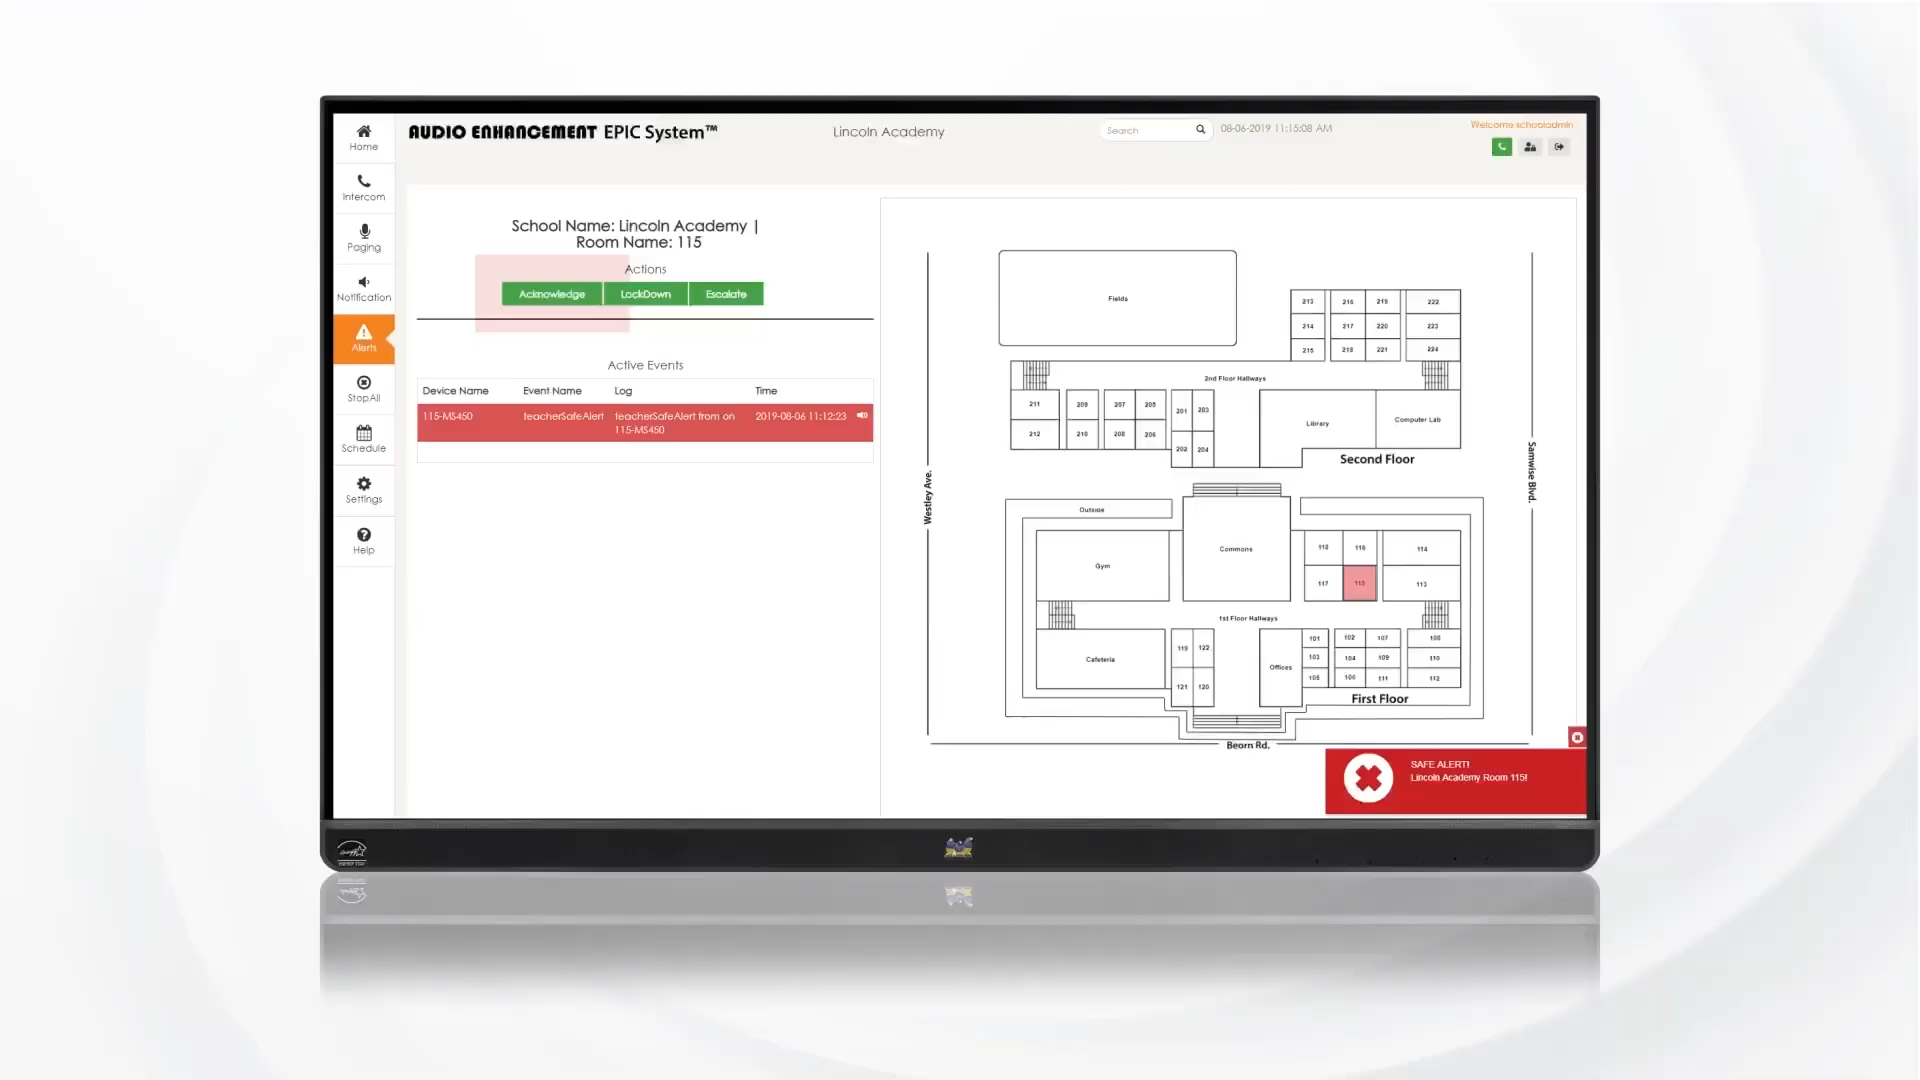 Home
Intercom
Paging
Notification
Alerts
StopAll
Schedule
Settings
Help
AUDIO ENHANCEMENT EPIC System™
Lincoln Academy
Search
08-06-2019 11:15:08 AM
Welcome schooladmin
School Name: Lincoln Academy |
Room Name: 115
Actions
Acknowledge LockDown Escalate
Active Events
Device Name Event Name Log Time
115-MS450 teacherSafeAlert teacherSafeAlert from on 2019-08-06 11:12:23
115-MS450
Fields
213 216 219 222
214 217 220 223
215 218 221 224
2nd Floor Hallways
211 209 207 205 201 203
212 210 208 206 202 204
Library
Computer Lab
Second Floor
Westley Ave.
Samwise Blvd.
Outside
Commons
Gym
118 116 114
117 115 113
1st Floor Hallways
Cafeteria
119 122
121 120
Offices
101 102 107 108
103 104 109 110
105 106 111 112
First Floor
Beorn Rd.
SAFE ALERT!
Lincoln Academy Room 115!